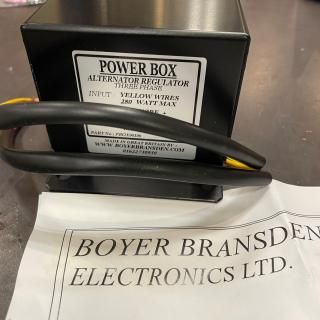 POWER BOX
ALTERNATOR REGULATOR
THREE PHASE
INPUT YELLOW WIRES
280 WATT MAX
MADE IN GREAT BRITAIN BY -
WWW.BOYERBRANSDEN.COM
BOYER BRANSDEN
ELECTRONICS LTD.